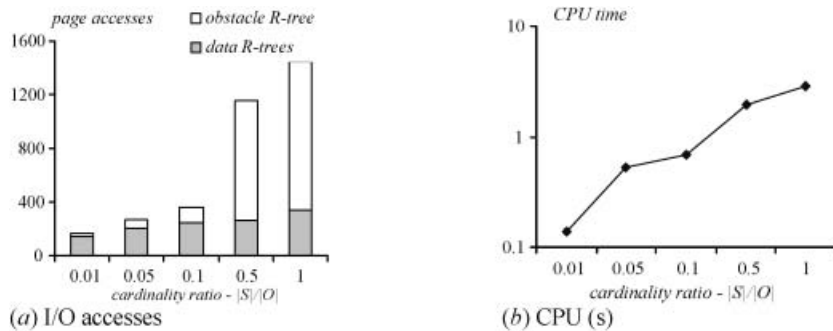 page accesses
obstacle R-tree
data R-trees
1600
1200
800
400
0
0.01 0.05 0.1 0.5 1
cardinality ratio - |S|/|O|
(a) I/O accesses
CPU time
10
1
0.1
0.01 0.05 0.1 0.5 1
cardinality ratio - |S|/|O|
(b) CPU (s)